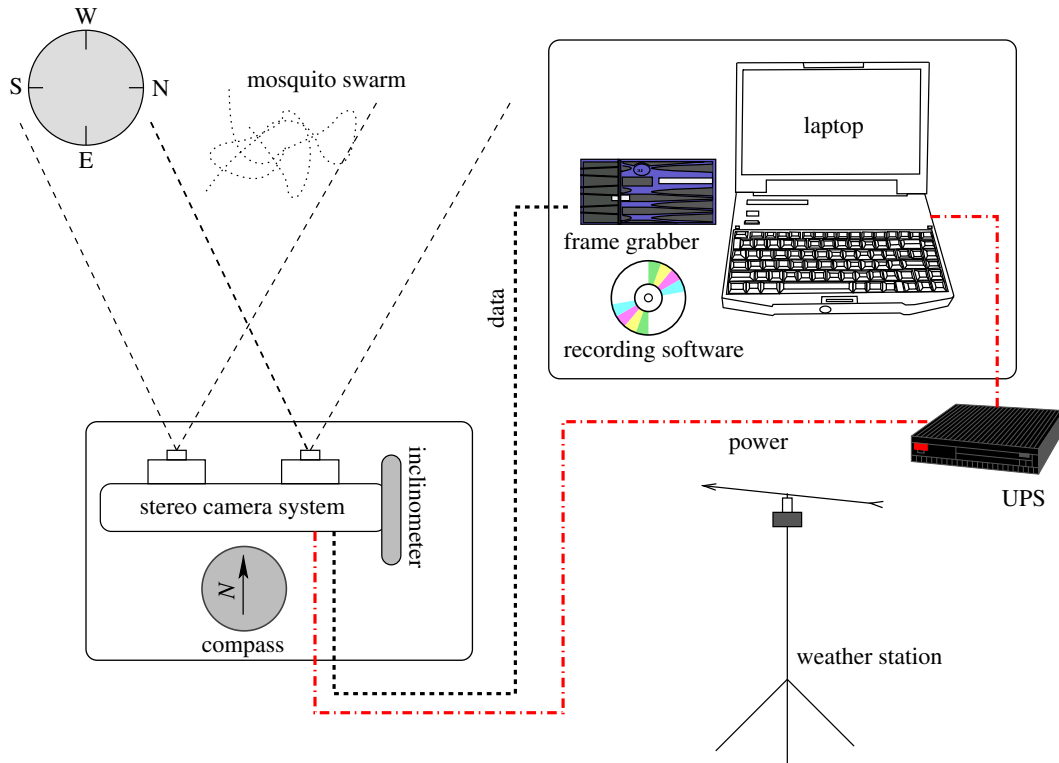 W
S
N
E
mosquito swarm
laptop
frame grabber
recording software
data
power
UPS
inclinometer
stereo camera system
N
compass
weather station